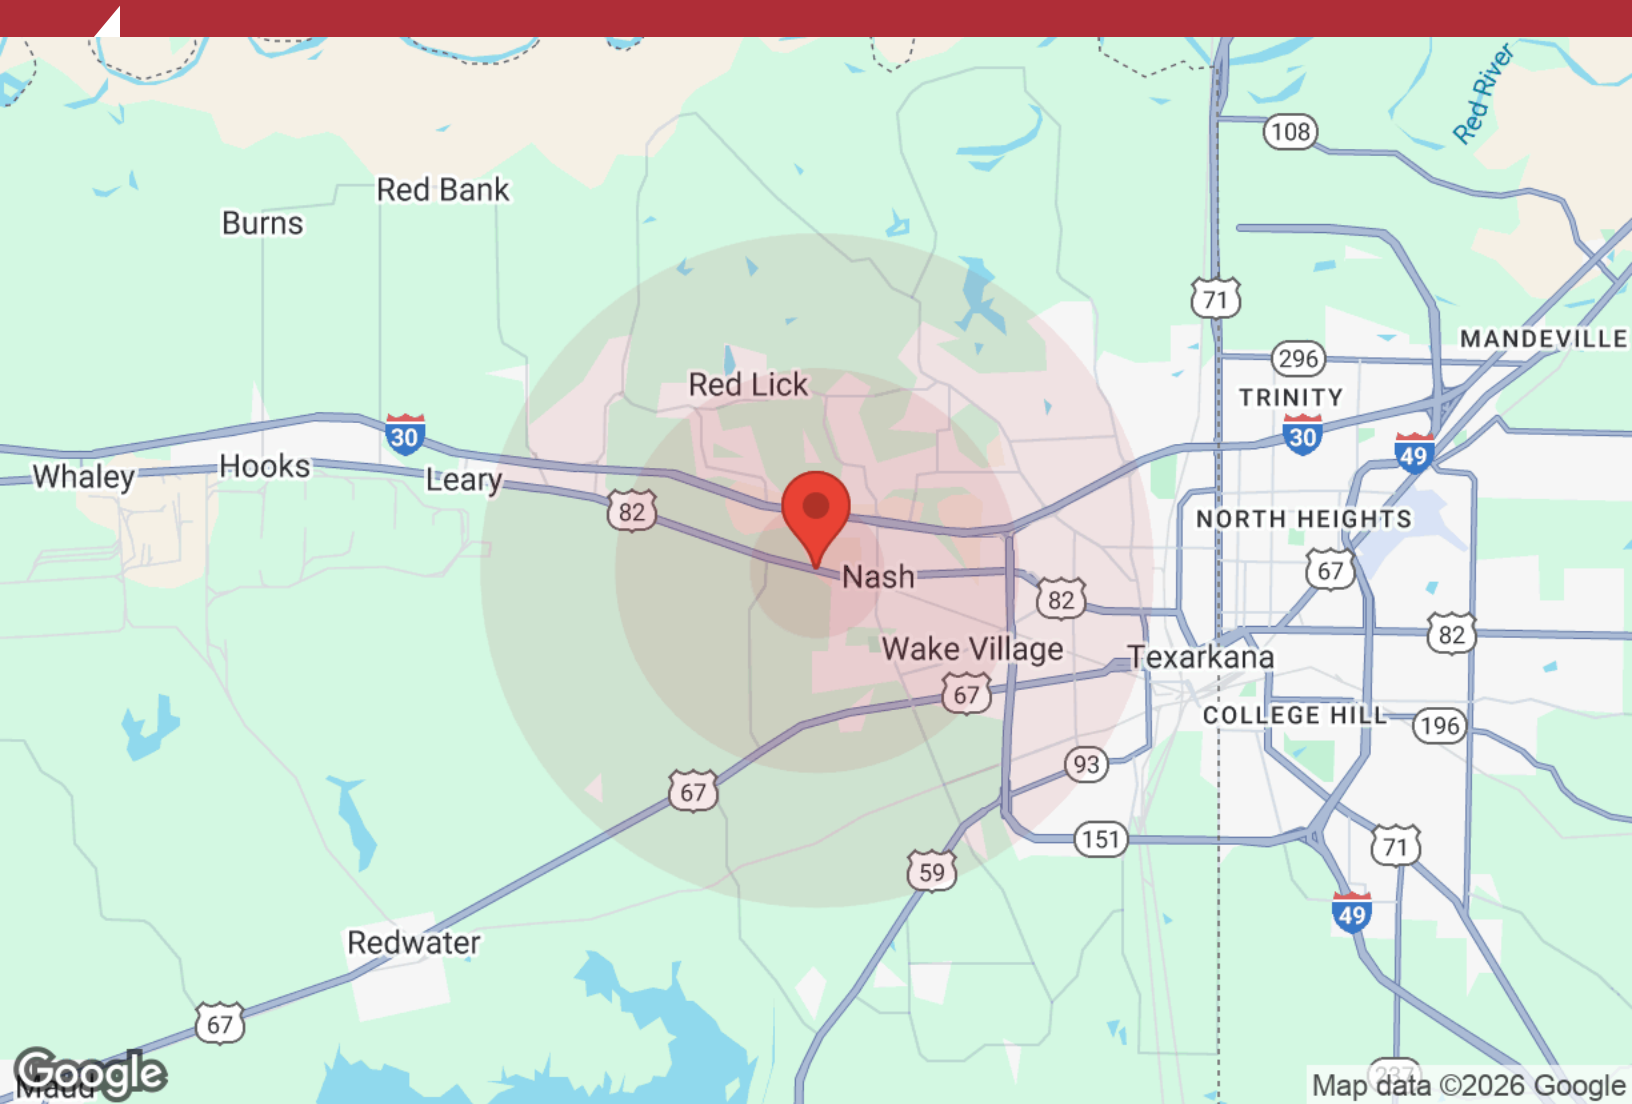 Red River
108
Red Bank
Burns
71
MANDEVILLE
296
Red Lick
TRINITY
30
30
49
Whaley
Hooks
Leary
82
NORTH HEIGHTS
67
Nash
82
82
Wake Village
Texarkana
67
COLLEGE HILL
196
93
67
151
71
59
49
Redwater
67
Google
Maud
237
Map data ©2026 Google